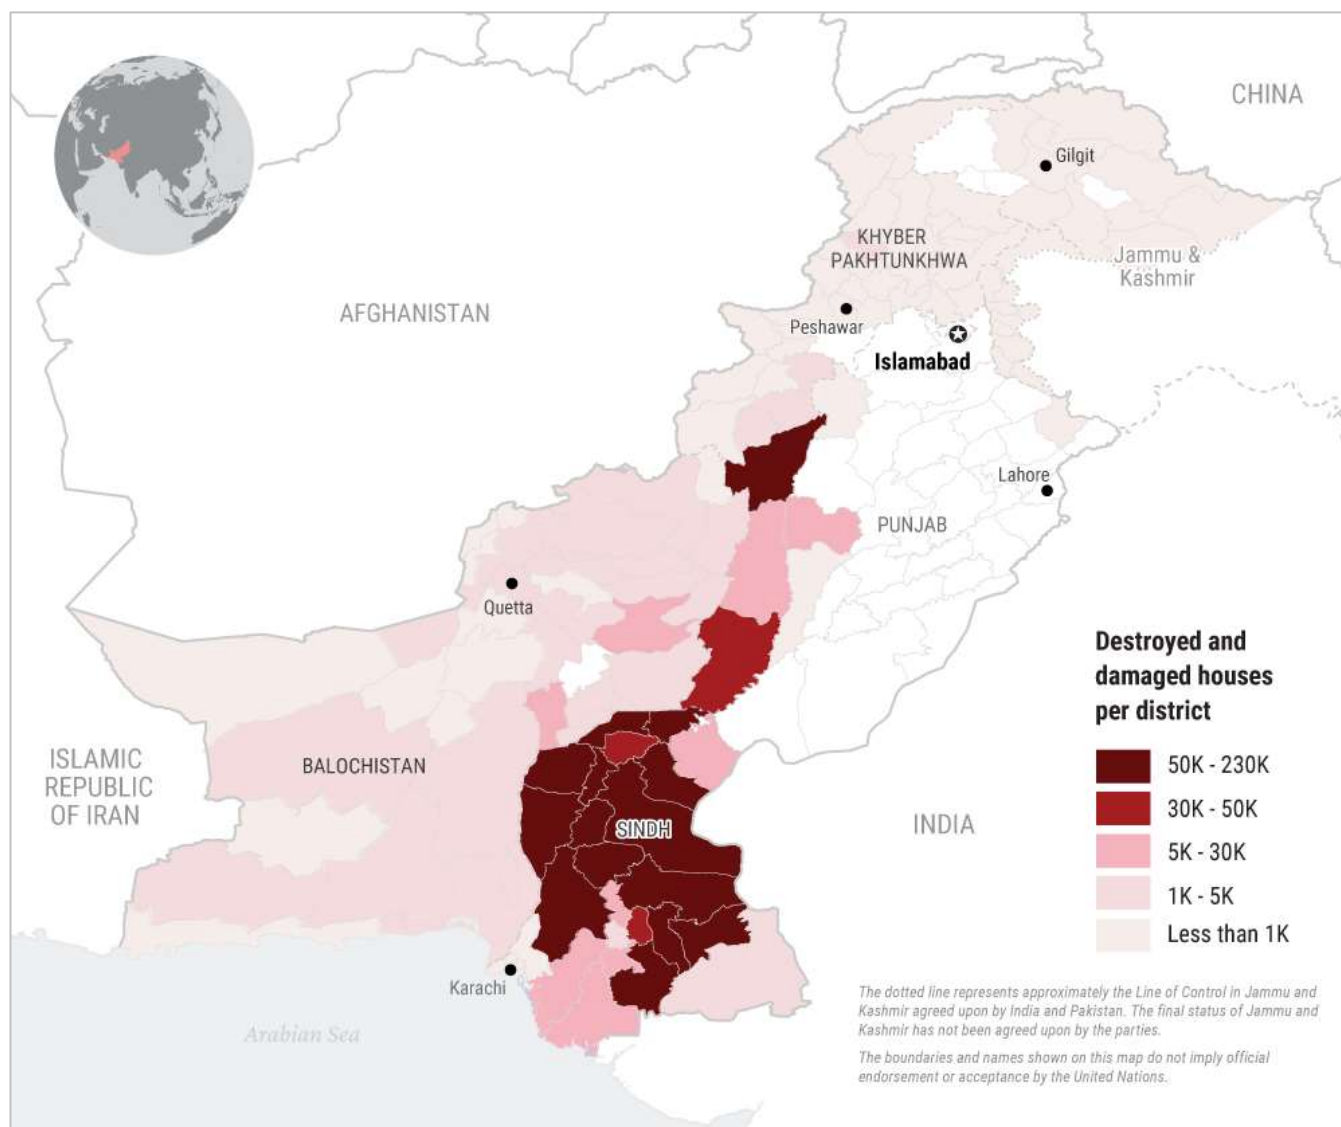 CHINA
Gilgit
KHYBER
PAKHTUNKHWA
Jammu &
Kashmir
AFGHANISTAN
Peshawar
Islamabad
Lahore
PUNJAB
Quetta
Destroyed and
damaged houses
per district
50K - 230K
30K - 50K
5K - 30K
1K - 5K
Less than 1K
ISLAMIC
REPUBLIC
OF IRAN
BALOCHISTAN
SINDH
INDIA
Karachi
Arabian Sea
The dotted line represents approximately the Line of Control in Jammu and
Kashmir agreed upon by India and Pakistan. The final status of Jammu and
Kashmir has not been agreed upon by the parties.
The boundaries and names shown on this map do not imply official
endorsement or acceptance by the United Nations.